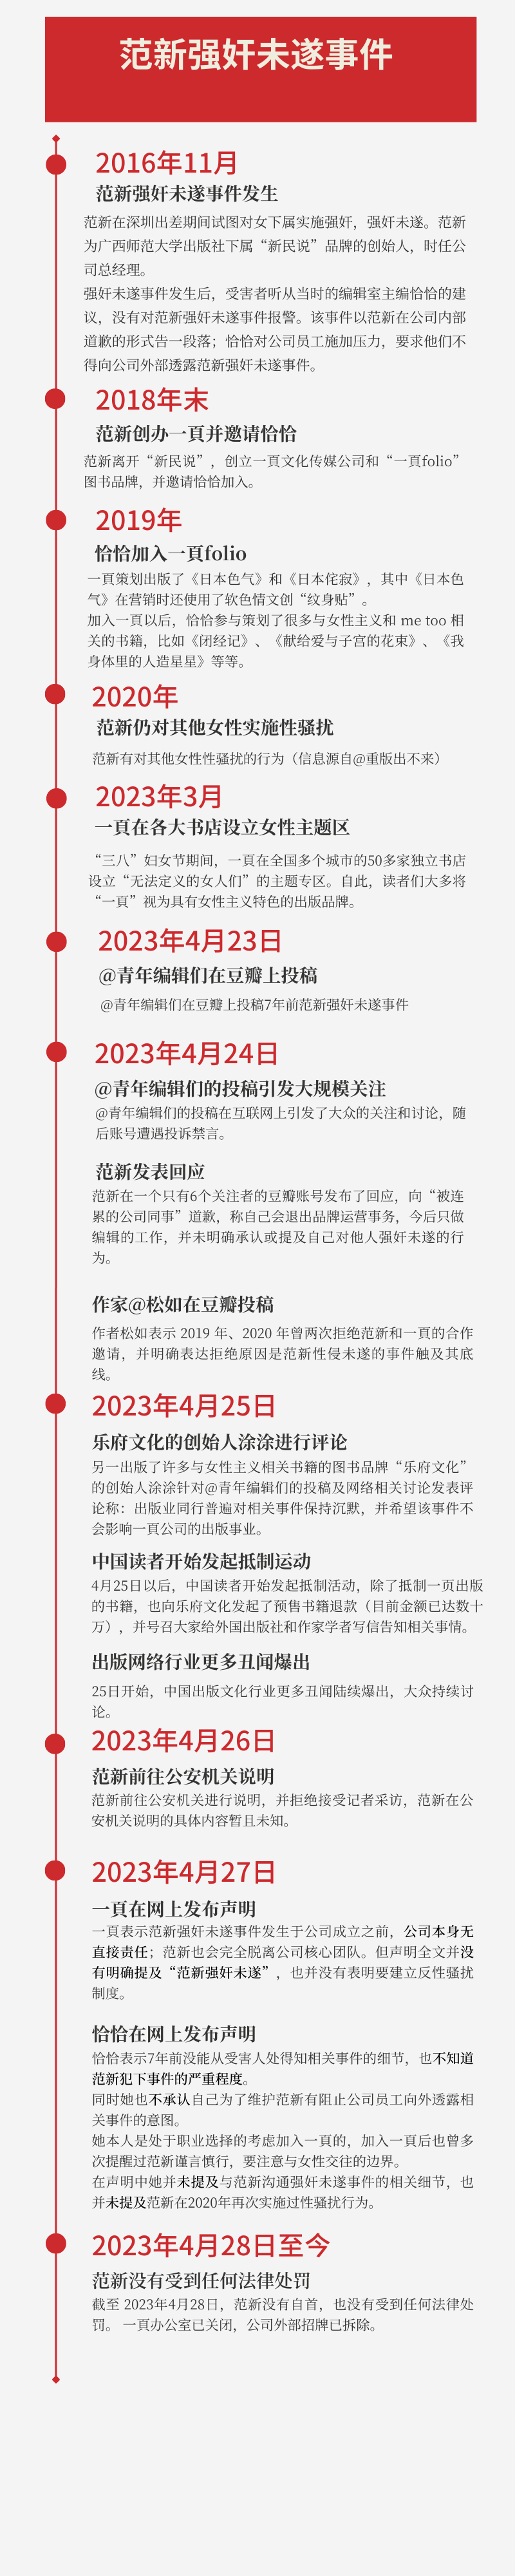 范新强奸未遂事件
2016年11月
范新强奸未遂事件发生
范新在深圳出差期间试图对女下属实施强奸，强奸未遂。范新
为广西师范大学出版社下属“新民说”品牌的创始人，时任公
司总经理。
强奸未遂事件发生后，受害者听从当时的编辑室主编恰恰的建
议，没有对范新强奸未遂事件报警。该事件以范新在公司内部
道歉的形式告一段落；恰恰对公司员工施加压力，要求他们不
得向公司外部透露范新强奸未遂事件。
2018年末
范新创办一頁并邀请恰恰
范新离开“新民说”，创立一頁文化传媒公司和“一頁folio”
图书品牌，并邀请恰恰加入。
2019年
恰恰加入一頁folio
一頁策划出版了《日本色气》和《日本侘寂》，其中《日本色
气》在营销时还使用了软色情文创“纹身贴”。
加入一頁以后，恰恰参与策划了很多与女性主义和 me too 相
关的书籍，比如《闭经记》、《献给爱与子宫的花束》、《我
身体里的人造星星》等等。
2020年
范新仍对其他女性实施性骚扰
范新有对其他女性性骚扰的行为（信息源自@重版出不来）
2023年3月
一頁在各大书店设立女性主题区
“三八”妇女节期间，一頁在全国多个城市的50多家独立书店
设立“无法定义的女人们”的主题专区。自此，读者们大多将
“一頁”视为具有女性主义特色的出版品牌。
2023年4月23日
@青年编辑们在豆瓣上投稿
@青年编辑们在豆瓣上投稿7年前范新强奸未遂事件
2023年4月24日
@青年编辑们的投稿引发大规模关注
@青年编辑们的投稿在互联网上引发了大众的关注和讨论，随
后账号遭遇投诉禁言。
范新发表回应
范新在一个只有6个关注者的豆瓣账号发布了回应，向“被连
累的公司同事”道歉，称自己会退出品牌运营事务，今后只做
编辑的工作，并未明确承认或提及自己对他人强奸未遂的行
为。
作家@松如在豆瓣投稿
作者松如表示 2019 年、2020 年曾两次拒绝范新和一頁的合作
邀请，并明确表达拒绝原因是范新性侵未遂的事件触及其底
线。
2023年4月25日
乐府文化的创始人涂涂进行评论
另一出版了许多与女性主义相关书籍的图书品牌“乐府文化”
的创始人涂涂针对@青年编辑们的投稿及网络相关讨论发表评
论称：出版业同行普遍对相关事件保持沉默，并希望该事件不
会影响一頁公司的出版事业。
中国读者开始发起抵制运动
4月25日以后，中国读者开始发起抵制活动，除了抵制一页出版
的书籍，也向乐府文化发起了预售书籍退款（目前金额已达数十
万），并号召大家给外国出版社和作家学者写信告知相关事情。
出版网络行业更多丑闻爆出
25日开始，中国出版文化行业更多丑闻陆续爆出，大众持续讨
论。
2023年4月26日
范新前往公安机关说明
范新前往公安机关进行说明，并拒绝接受记者采访，范新在公
安机关说明的具体内容暂且未知。
2023年4月27日
一頁在网上发布声明
一頁表示范新强奸未遂事件发生于公司成立之前，公司本身无
直接责任；范新也会完全脱离公司核心团队。但声明全文并没
有明确提及“范新强奸未遂”，也并没有表明要建立反性骚扰
制度。
恰恰在网上发布声明
恰恰表示7年前没能从受害人处得知相关事件的细节，也不知道
范新犯下事件的严重程度。
同时她也不承认自己为了维护范新有阻止公司员工向外透露相
关事件的意图。
她本人是处于职业选择的考虑加入一頁的，加入一頁后也曾多
次提醒过范新谨言慎行，要注意与女性交往的边界。
在声明中她并未提及与范新沟通强奸未遂事件的相关细节，也
并未提及范新在2020年再次实施过性骚扰行为。
2023年4月28日至今
范新没有受到任何法律处罚
截至 2023年4月28日，范新没有自首，也没有受到任何法律处
罚。 一頁办公室已关闭，公司外部招牌已拆除。